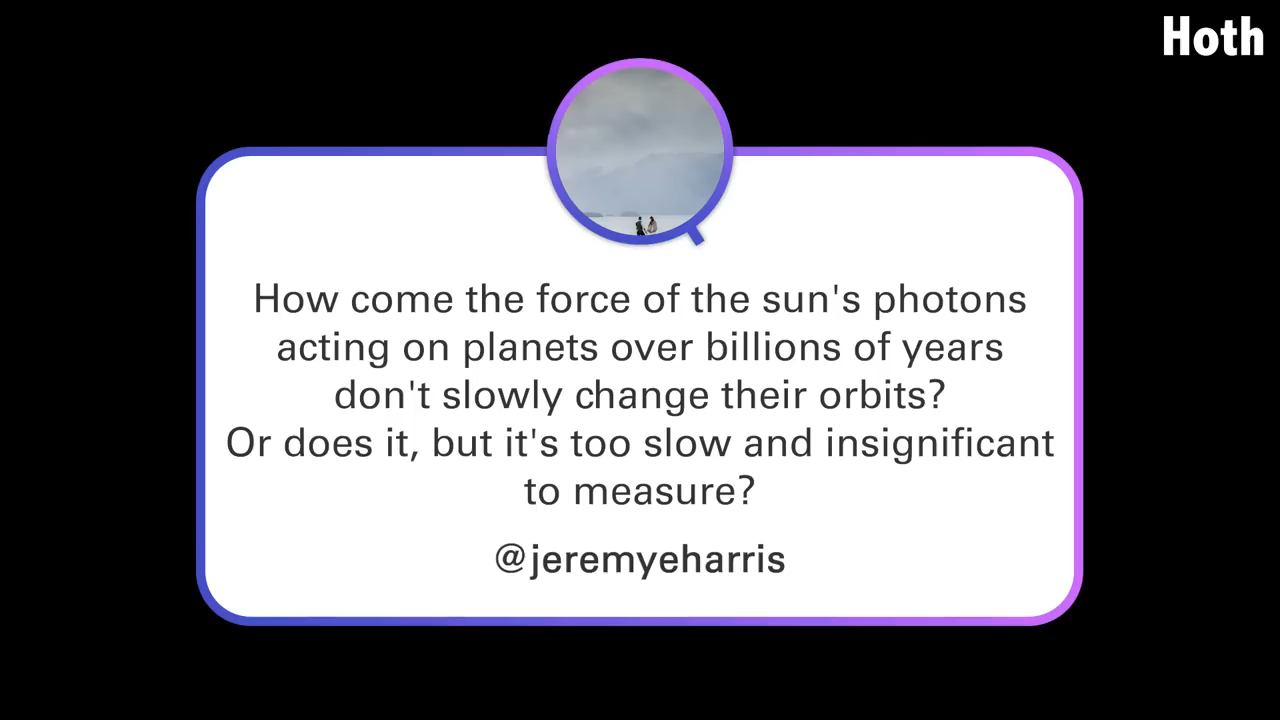 Hoth
How come the force of the sun's photons
acting on planets over billions of years
don't slowly change their orbits?
Or does it, but it's too slow and insignificant
to measure?
@jeremyeharris